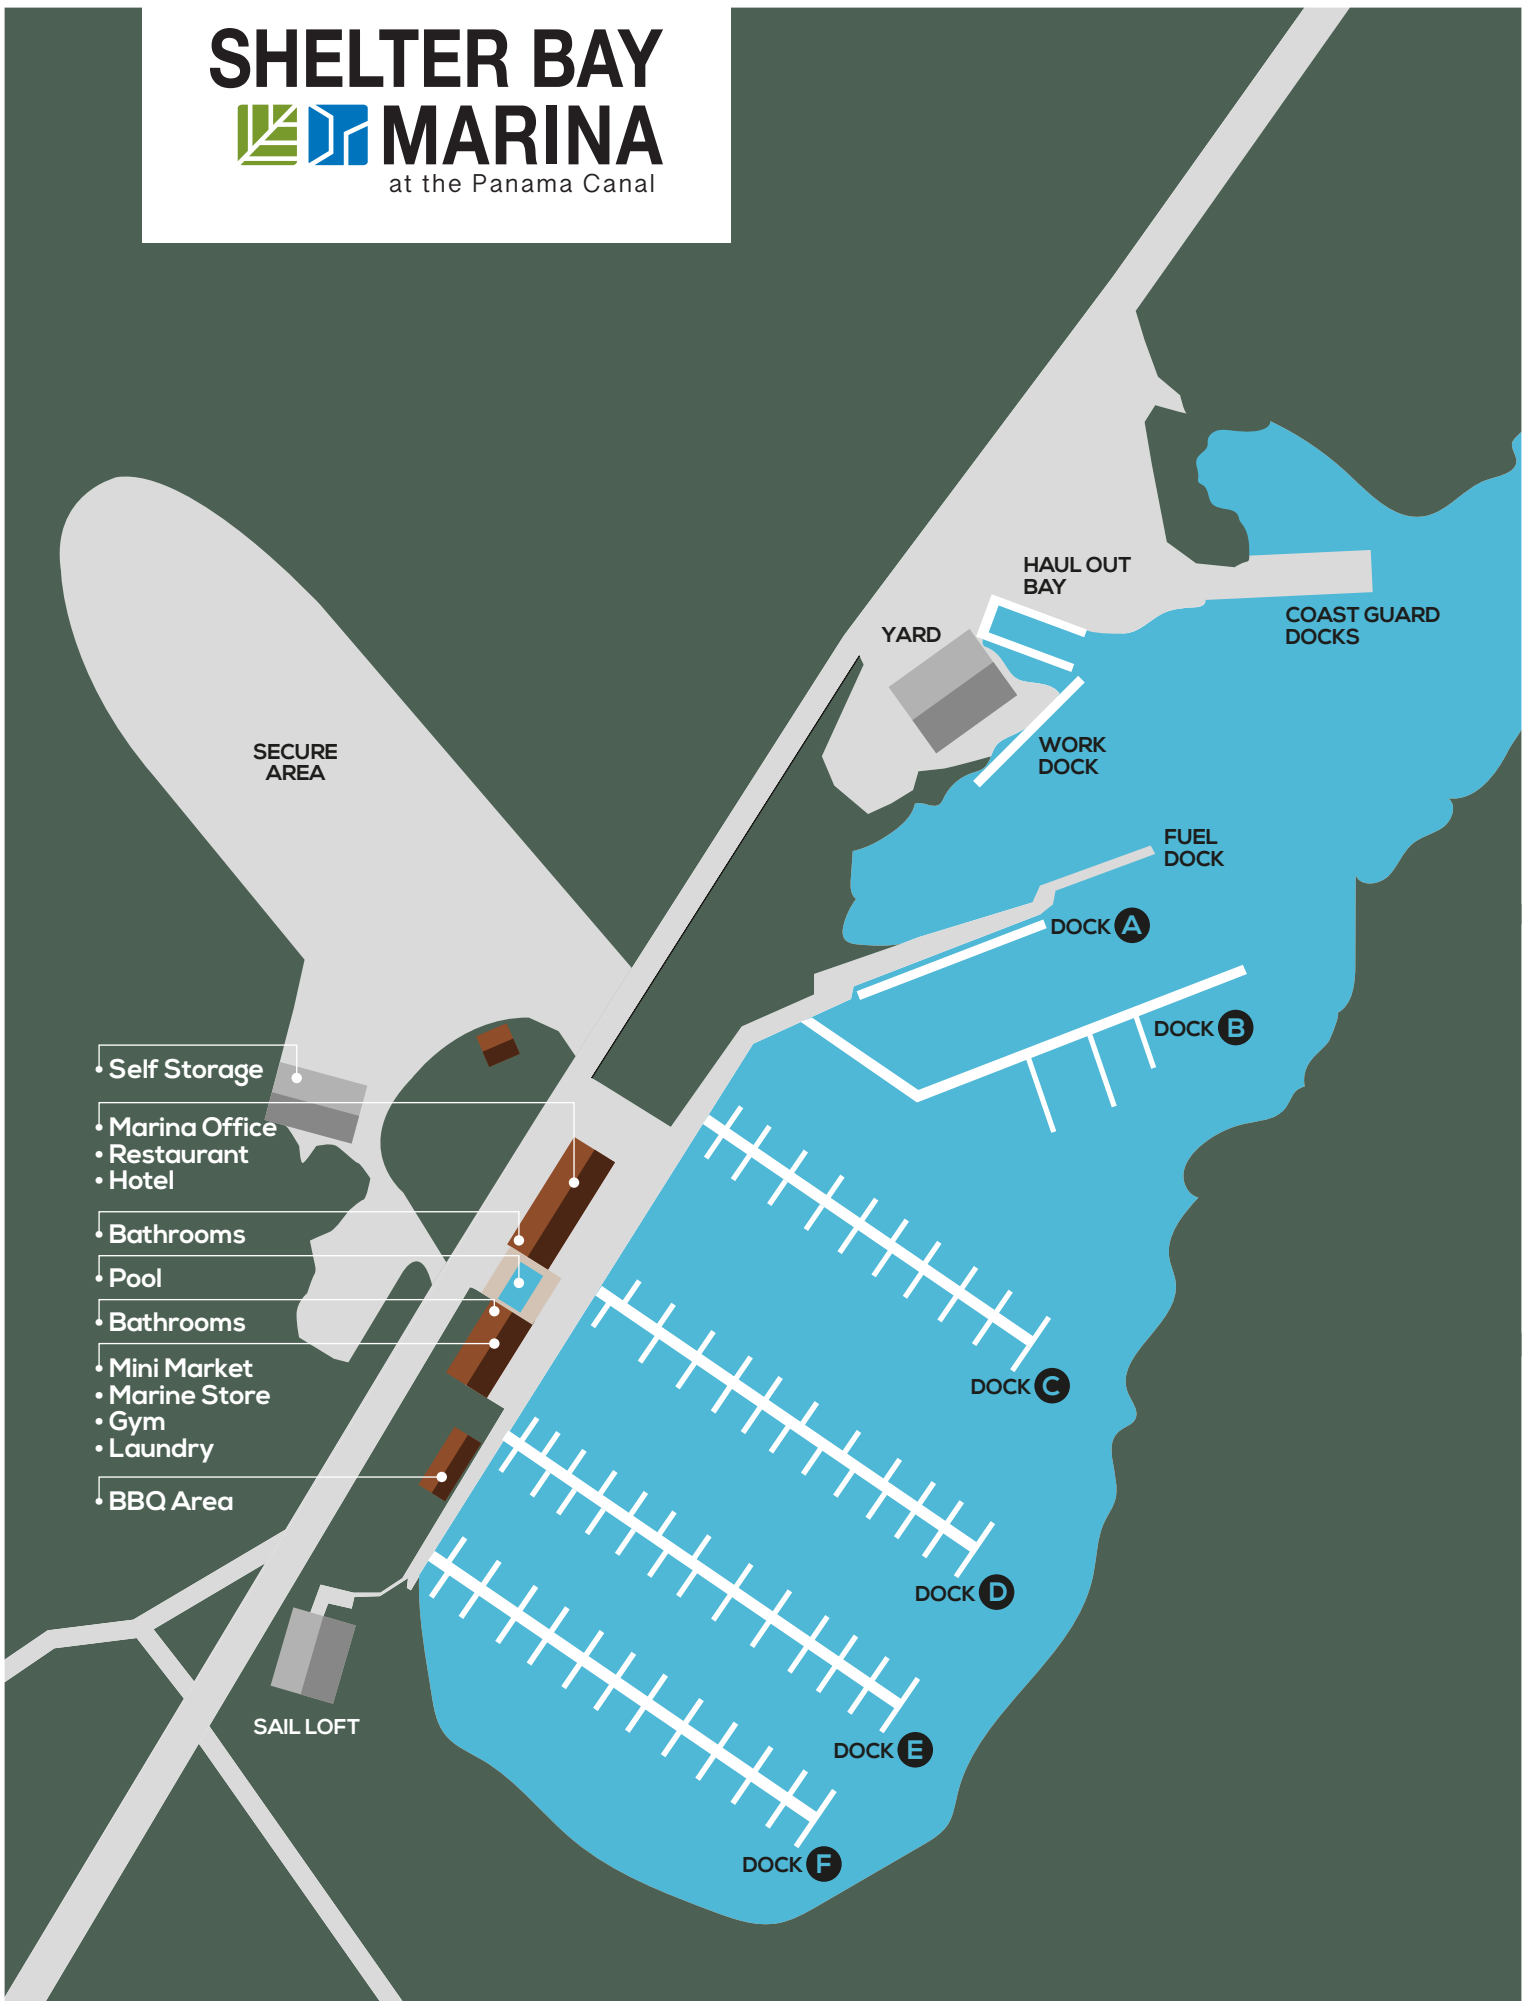 SHELTER BAY
MARINA
at the Panama Canal
HAUL OUT
BAY
COAST GUARD
DOCKS
YARD
SECURE
AREA
WORK
DOCK
FUEL
DOCK
DOCK A
DOCK B
• Self Storage
• Marina Office
• Restaurant
• Hotel
• Bathrooms
• Pool
• Bathrooms
• Mini Market
• Marine Store
• Gym
• Laundry
• BBQ Area
DOCK C
DOCK D
SAIL LOFT
DOCK E
DOCK F